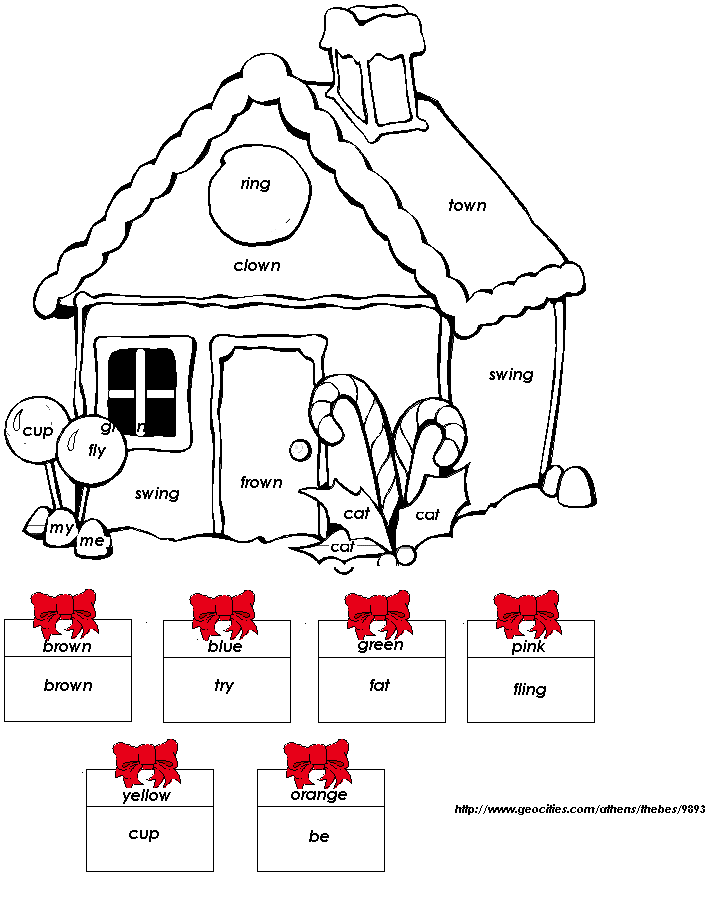 ring
town
clown
swing
cup
green
fly
frown
swing
cat
cat
my
me
cat
brown
blue
green
pink
brown
try
fat
fling
yellow
orange
cup
be
http://www.geocities.com/athens/thebes/9893